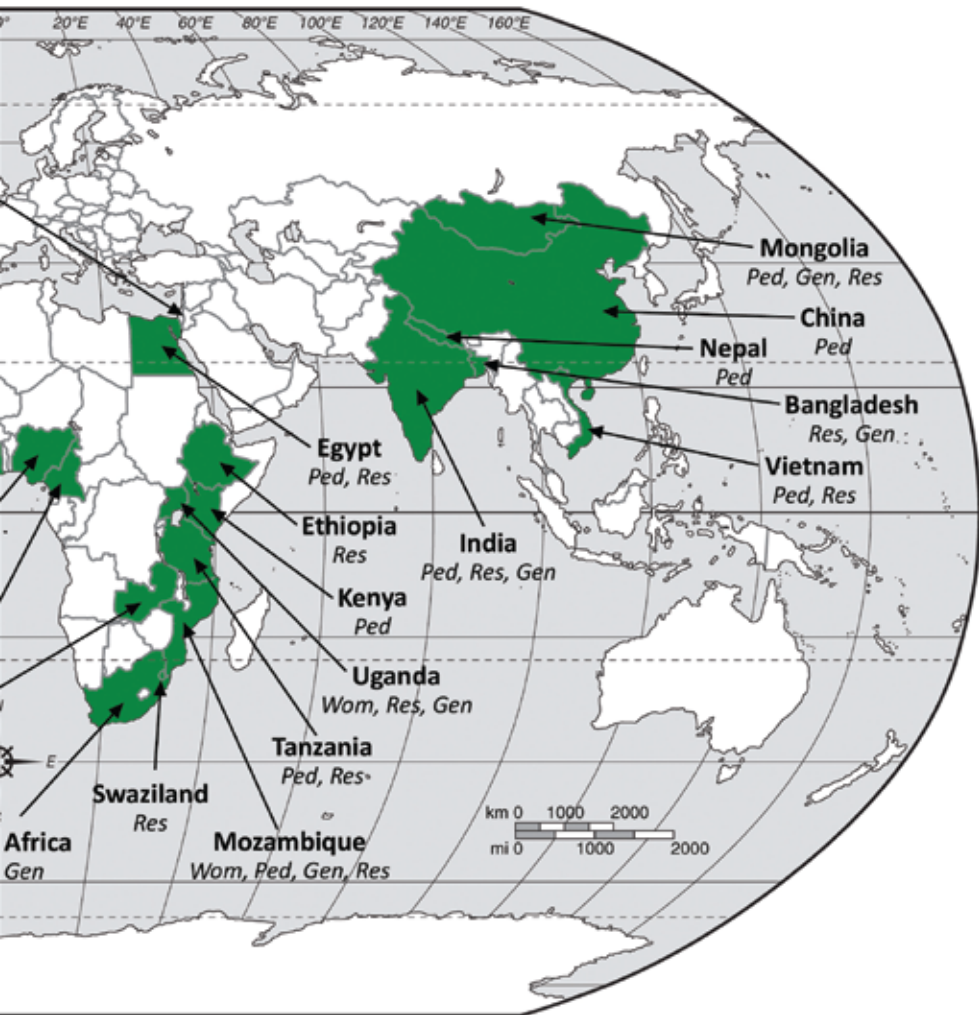 0° 20°E 40°E 60°E 80°E 100°E 120°E 140°E 160°E
Mongolia
Ped, Gen, Res
China
Ped
Nepal
Ped
Bangladesh
Res, Gen
Vietnam
Ped, Res
Egypt
Ped, Res
Ethiopia
Res
India
Ped, Res, Gen
Kenya
Ped
Uganda
Wom, Res, Gen
Tanzania
Ped, Res
E
Swaziland
Res
Africa
Gen
Mozambique
Wom, Ped, Gen, Res
km 0 1000 2000
mi 0 1000 2000